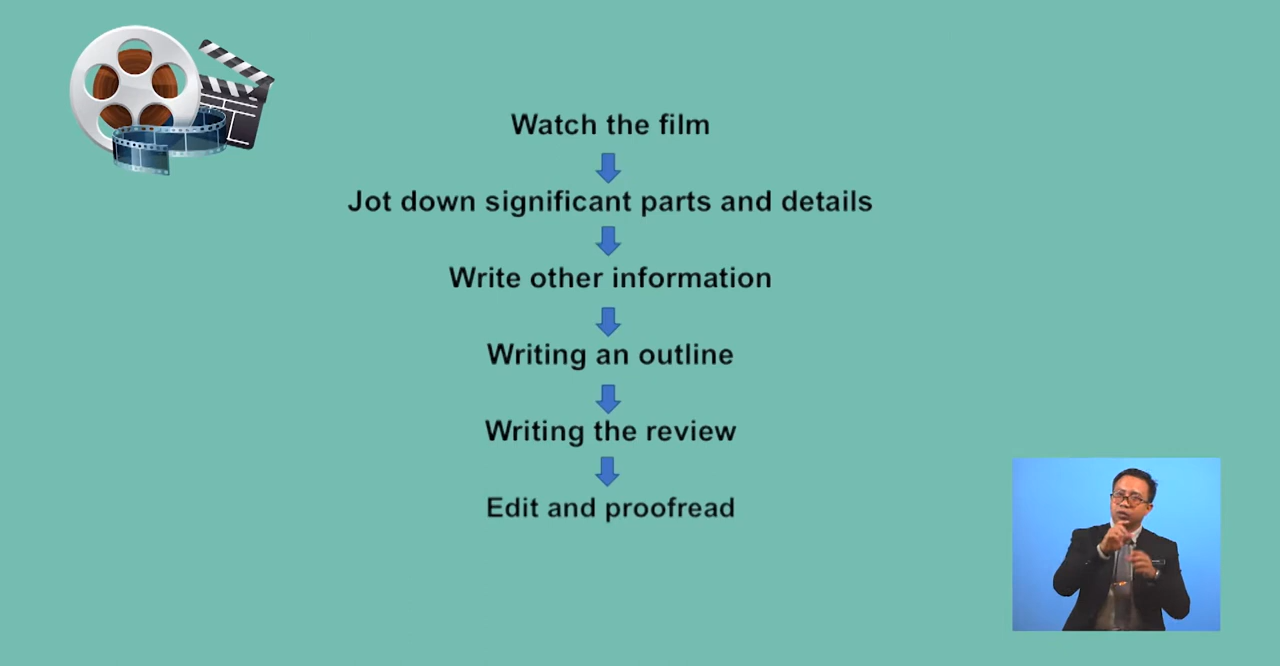 Watch the film
Jot down significant parts and details
Write other information
Writing an outline
Writing the review
Edit and proofread